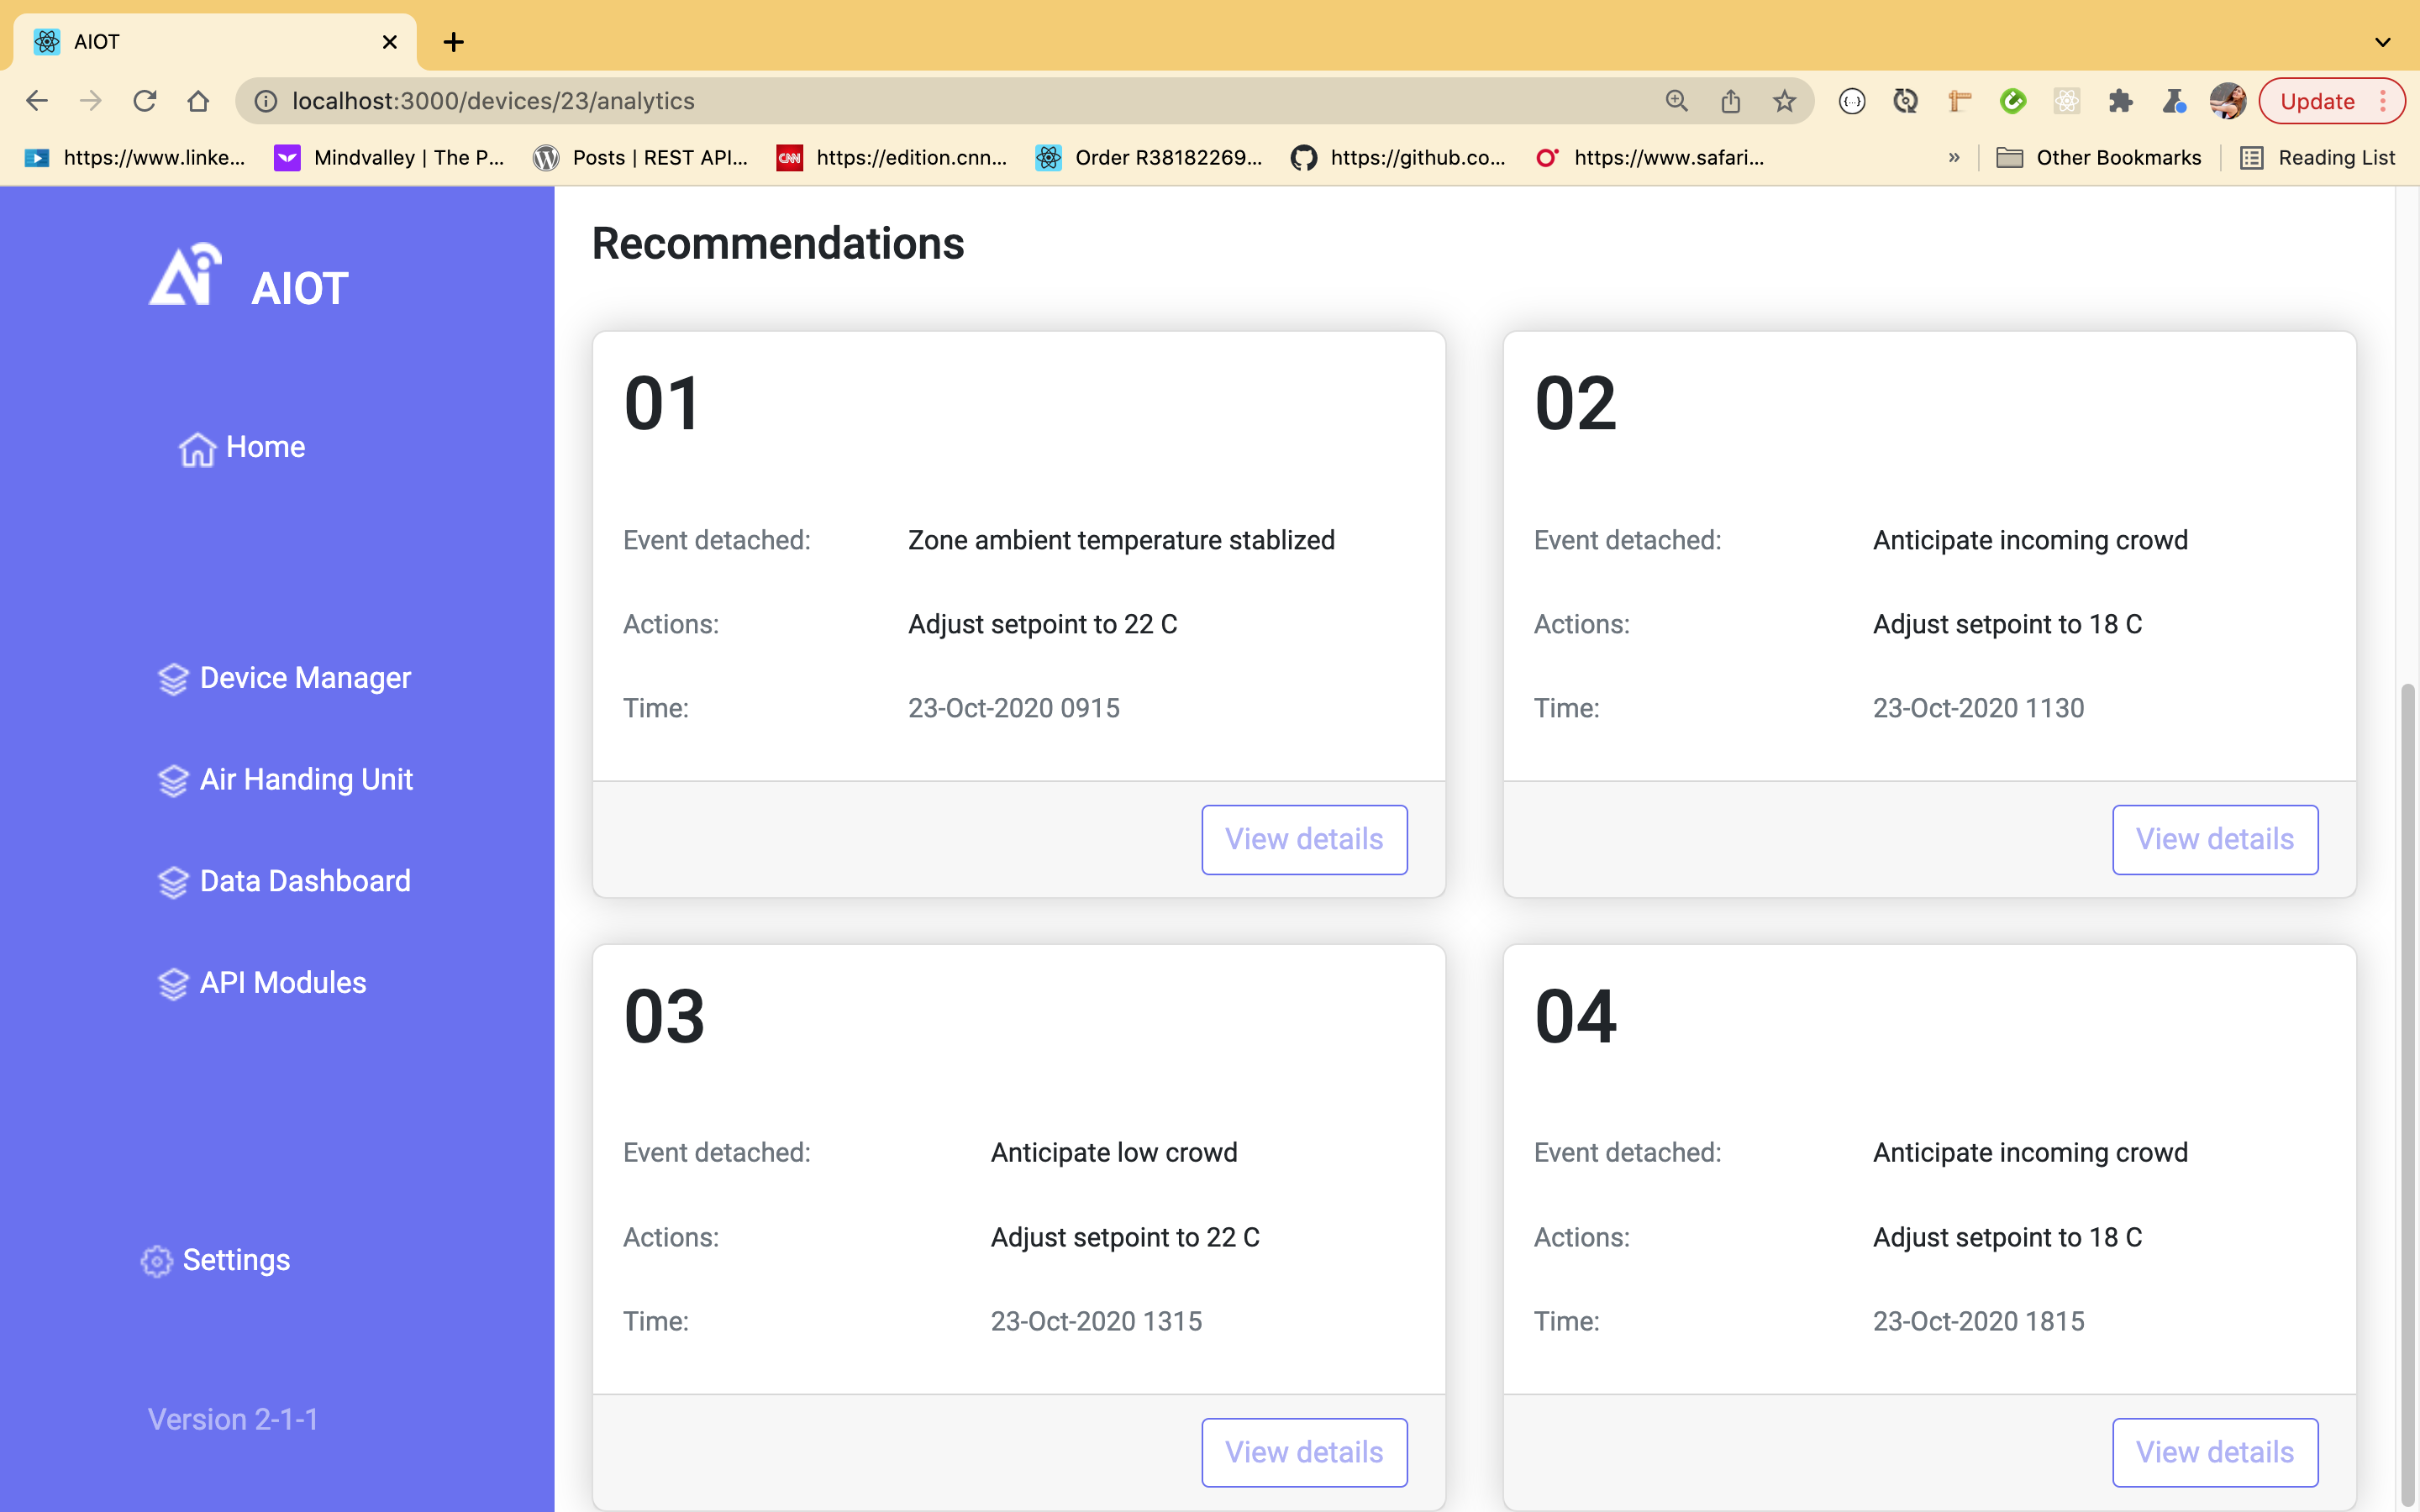 AIOT
localhost:3000/devices/23/analytics
Update
https://www.linke...
Mindvalley | The P...
Posts | REST API...
CNN
https://edition.cnn...
Order R38182269...
https://github.co...
https://www.safari...
»
Other Bookmarks
Reading List
AIOT
Home
Device Manager
Air Handing Unit
Data Dashboard
API Modules
Settings
Version 2-1-1
Recommendations
01
Event detached: Zone ambient temperature stablized
Actions: Adjust setpoint to 22 C
Time: 23-Oct-2020 0915
View details
02
Event detached: Anticipate incoming crowd
Actions: Adjust setpoint to 18 C
Time: 23-Oct-2020 1130
View details
03
Event detached: Anticipate low crowd
Actions: Adjust setpoint to 22 C
Time: 23-Oct-2020 1315
View details
04
Event detached: Anticipate incoming crowd
Actions: Adjust setpoint to 18 C
Time: 23-Oct-2020 1815
View details